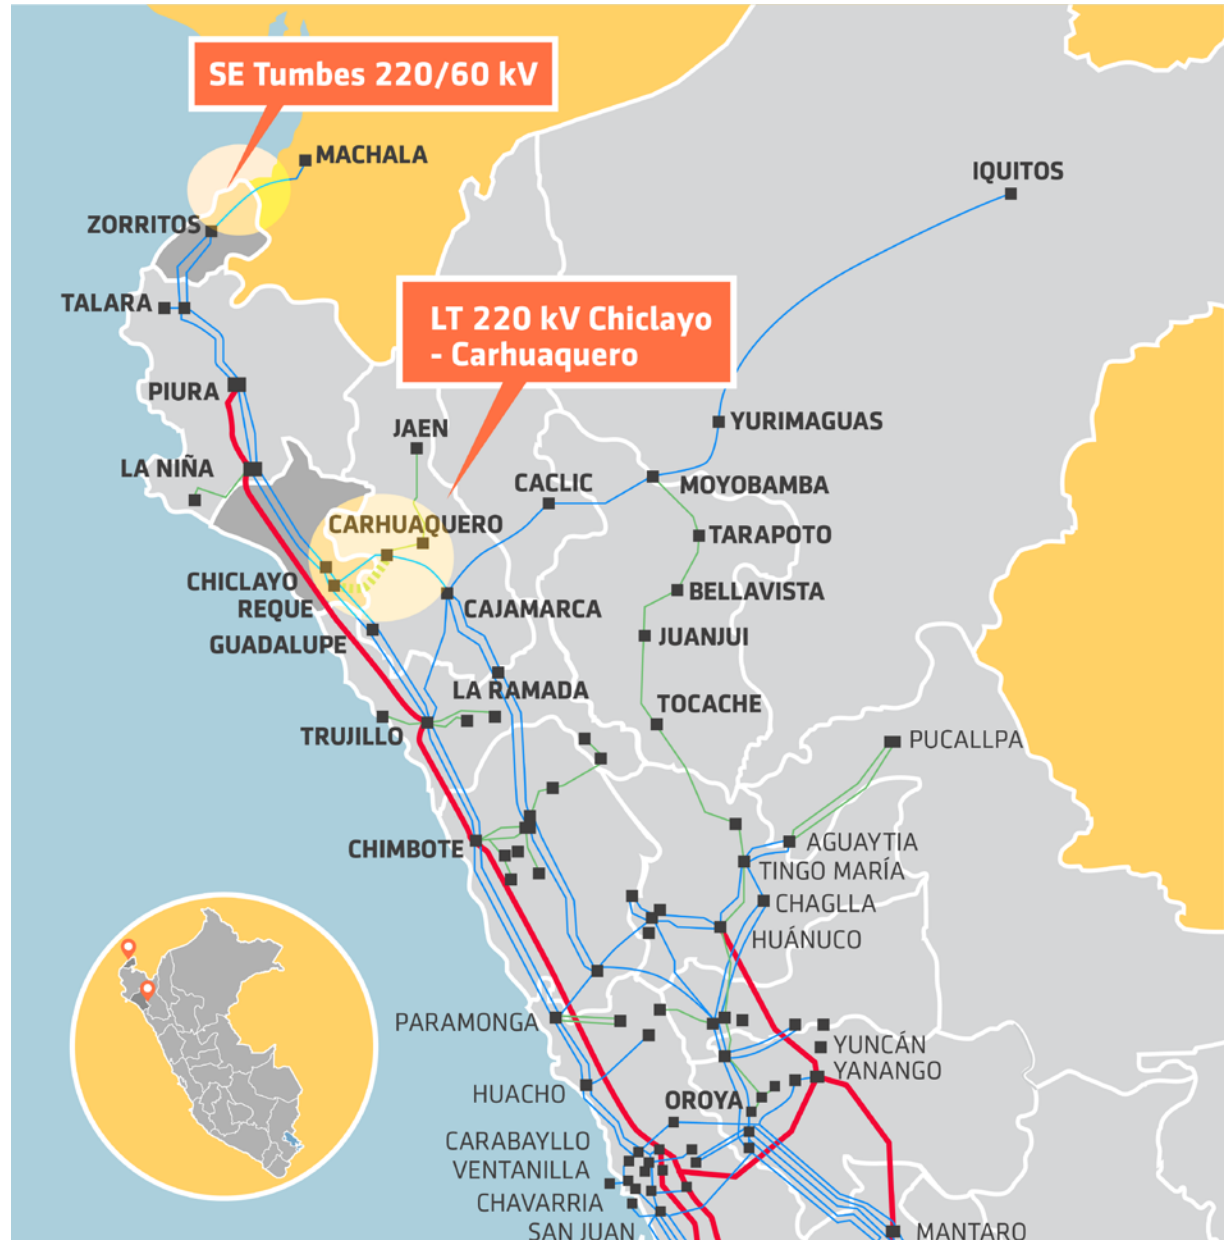 SE Tumbes 220/60 kV
MACHALA
IQUITOS
ZORRITOS
TALARA
LT 220 kV Chiclayo
- Carhuaquero
PIURA
YURIMAGUAS
JAEN
LA NIÑA
CACLIC
MOYOBAMBA
CARHUAQUERO
TARAPOTO
CHICLAYO
BELLAVISTA
REQUE
CAJAMARCA
GUADALUPE
JUANJUI
LA RAMADA
TOCACHE
TRUJILLO
PUCALLPA
CHIMBOTE
AGUAYTIA
TINGO MARÍA
CHAGLLA
HUÁNUCO
PARAMONGA
YUNCÁN
YANANGO
HUACHO
OROYA
CARABAYLLO
VENTANILLA
CHAVARRIA
SAN JUAN
MANTARO